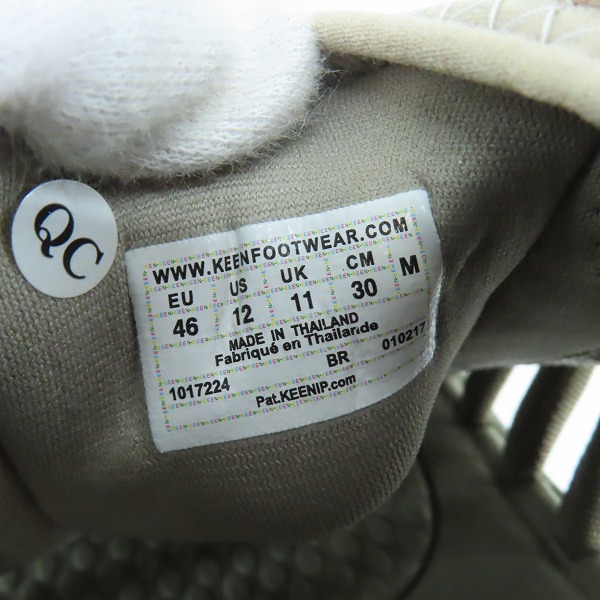 QC
WWW.KEENFOOTWEAR.COM
EU US UK CM M
46 12 11 30
MADE IN THAILAND
Fabriqué en Thaïlande
BR 010217
1017224
Pat.KEENIP.com